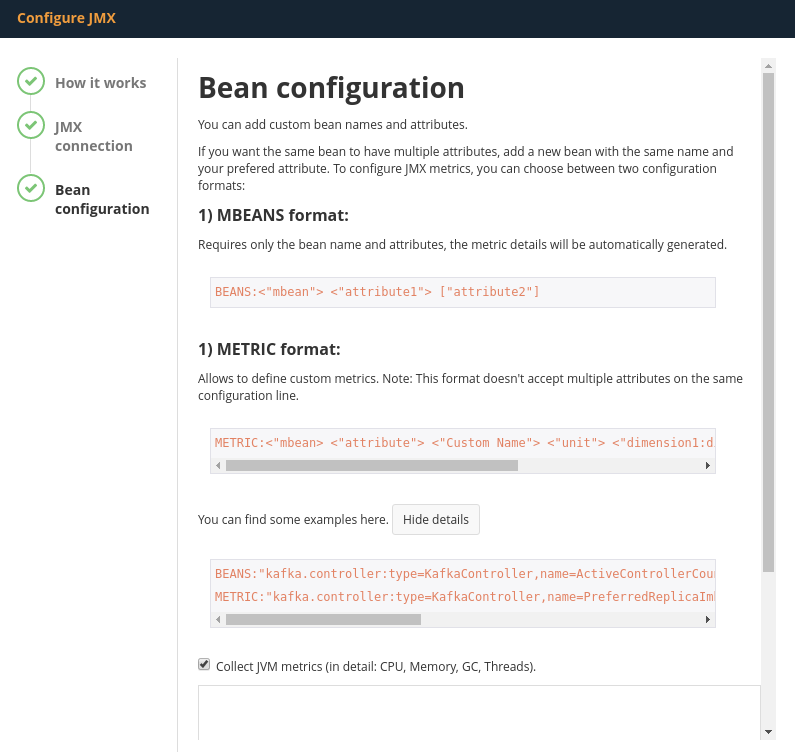 Configure JMX
How it works
JMX
connection
Bean
configuration
Bean configuration
You can add custom bean names and attributes.
If you want the same bean to have multiple attributes, add a new bean with the same name and
your prefered attribute. To configure JMX metrics, you can choose between two configuration
formats:
1) MBEANS format:
Requires only the bean name and attributes, the metric details will be automatically generated.
BEANS:<"mbean"> <"attribute1"> ["attribute2"]
1) METRIC format:
Allows to define custom metrics. Note: This format doesn't accept multiple attributes on the same
configuration line.
METRIC:<"mbean> <"attribute"> <"Custom Name"> <"unit"> <"dimension1:d
You can find some examples here. Hide details
BEANS:"kafka.controller:type=KafkaController,name=ActiveControllerCou
METRIC:"kafka.controller:type=KafkaController,name=PreferredReplicaIm
Collect JVM metrics (in detail: CPU, Memory, GC, Threads).